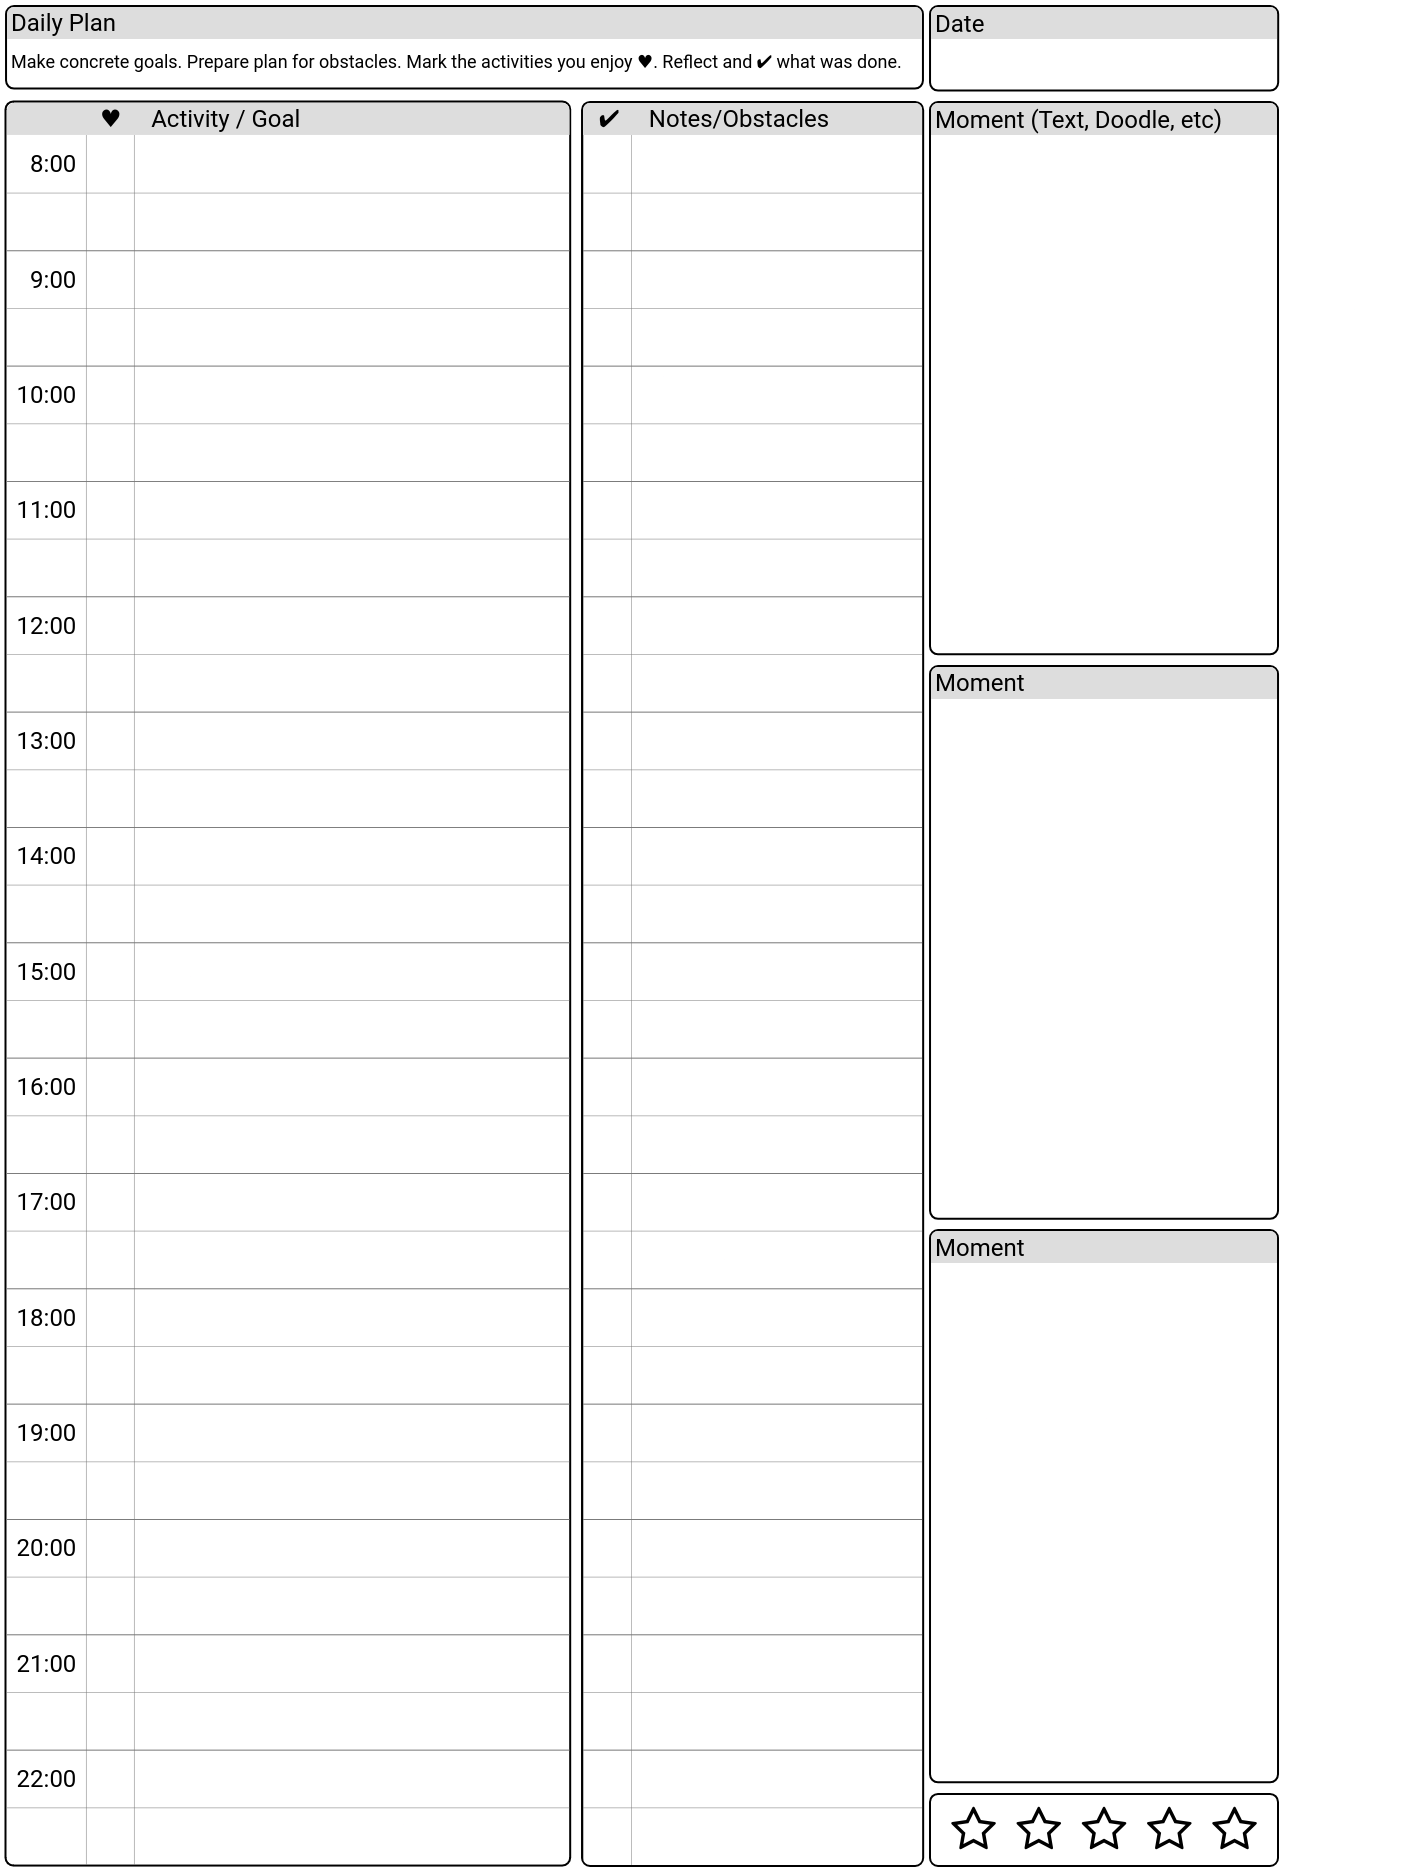 Daily Plan
Make concrete goals. Prepare plan for obstacles. Mark the activities you enjoy ♥. Reflect and ✔ what was done.
Date
♥ Activity / Goal
✔ Notes/Obstacles
8:00
9:00
10:00
11:00
12:00
13:00
14:00
15:00
16:00
17:00
18:00
19:00
20:00
21:00
22:00
Moment (Text, Doodle, etc)
Moment
Moment